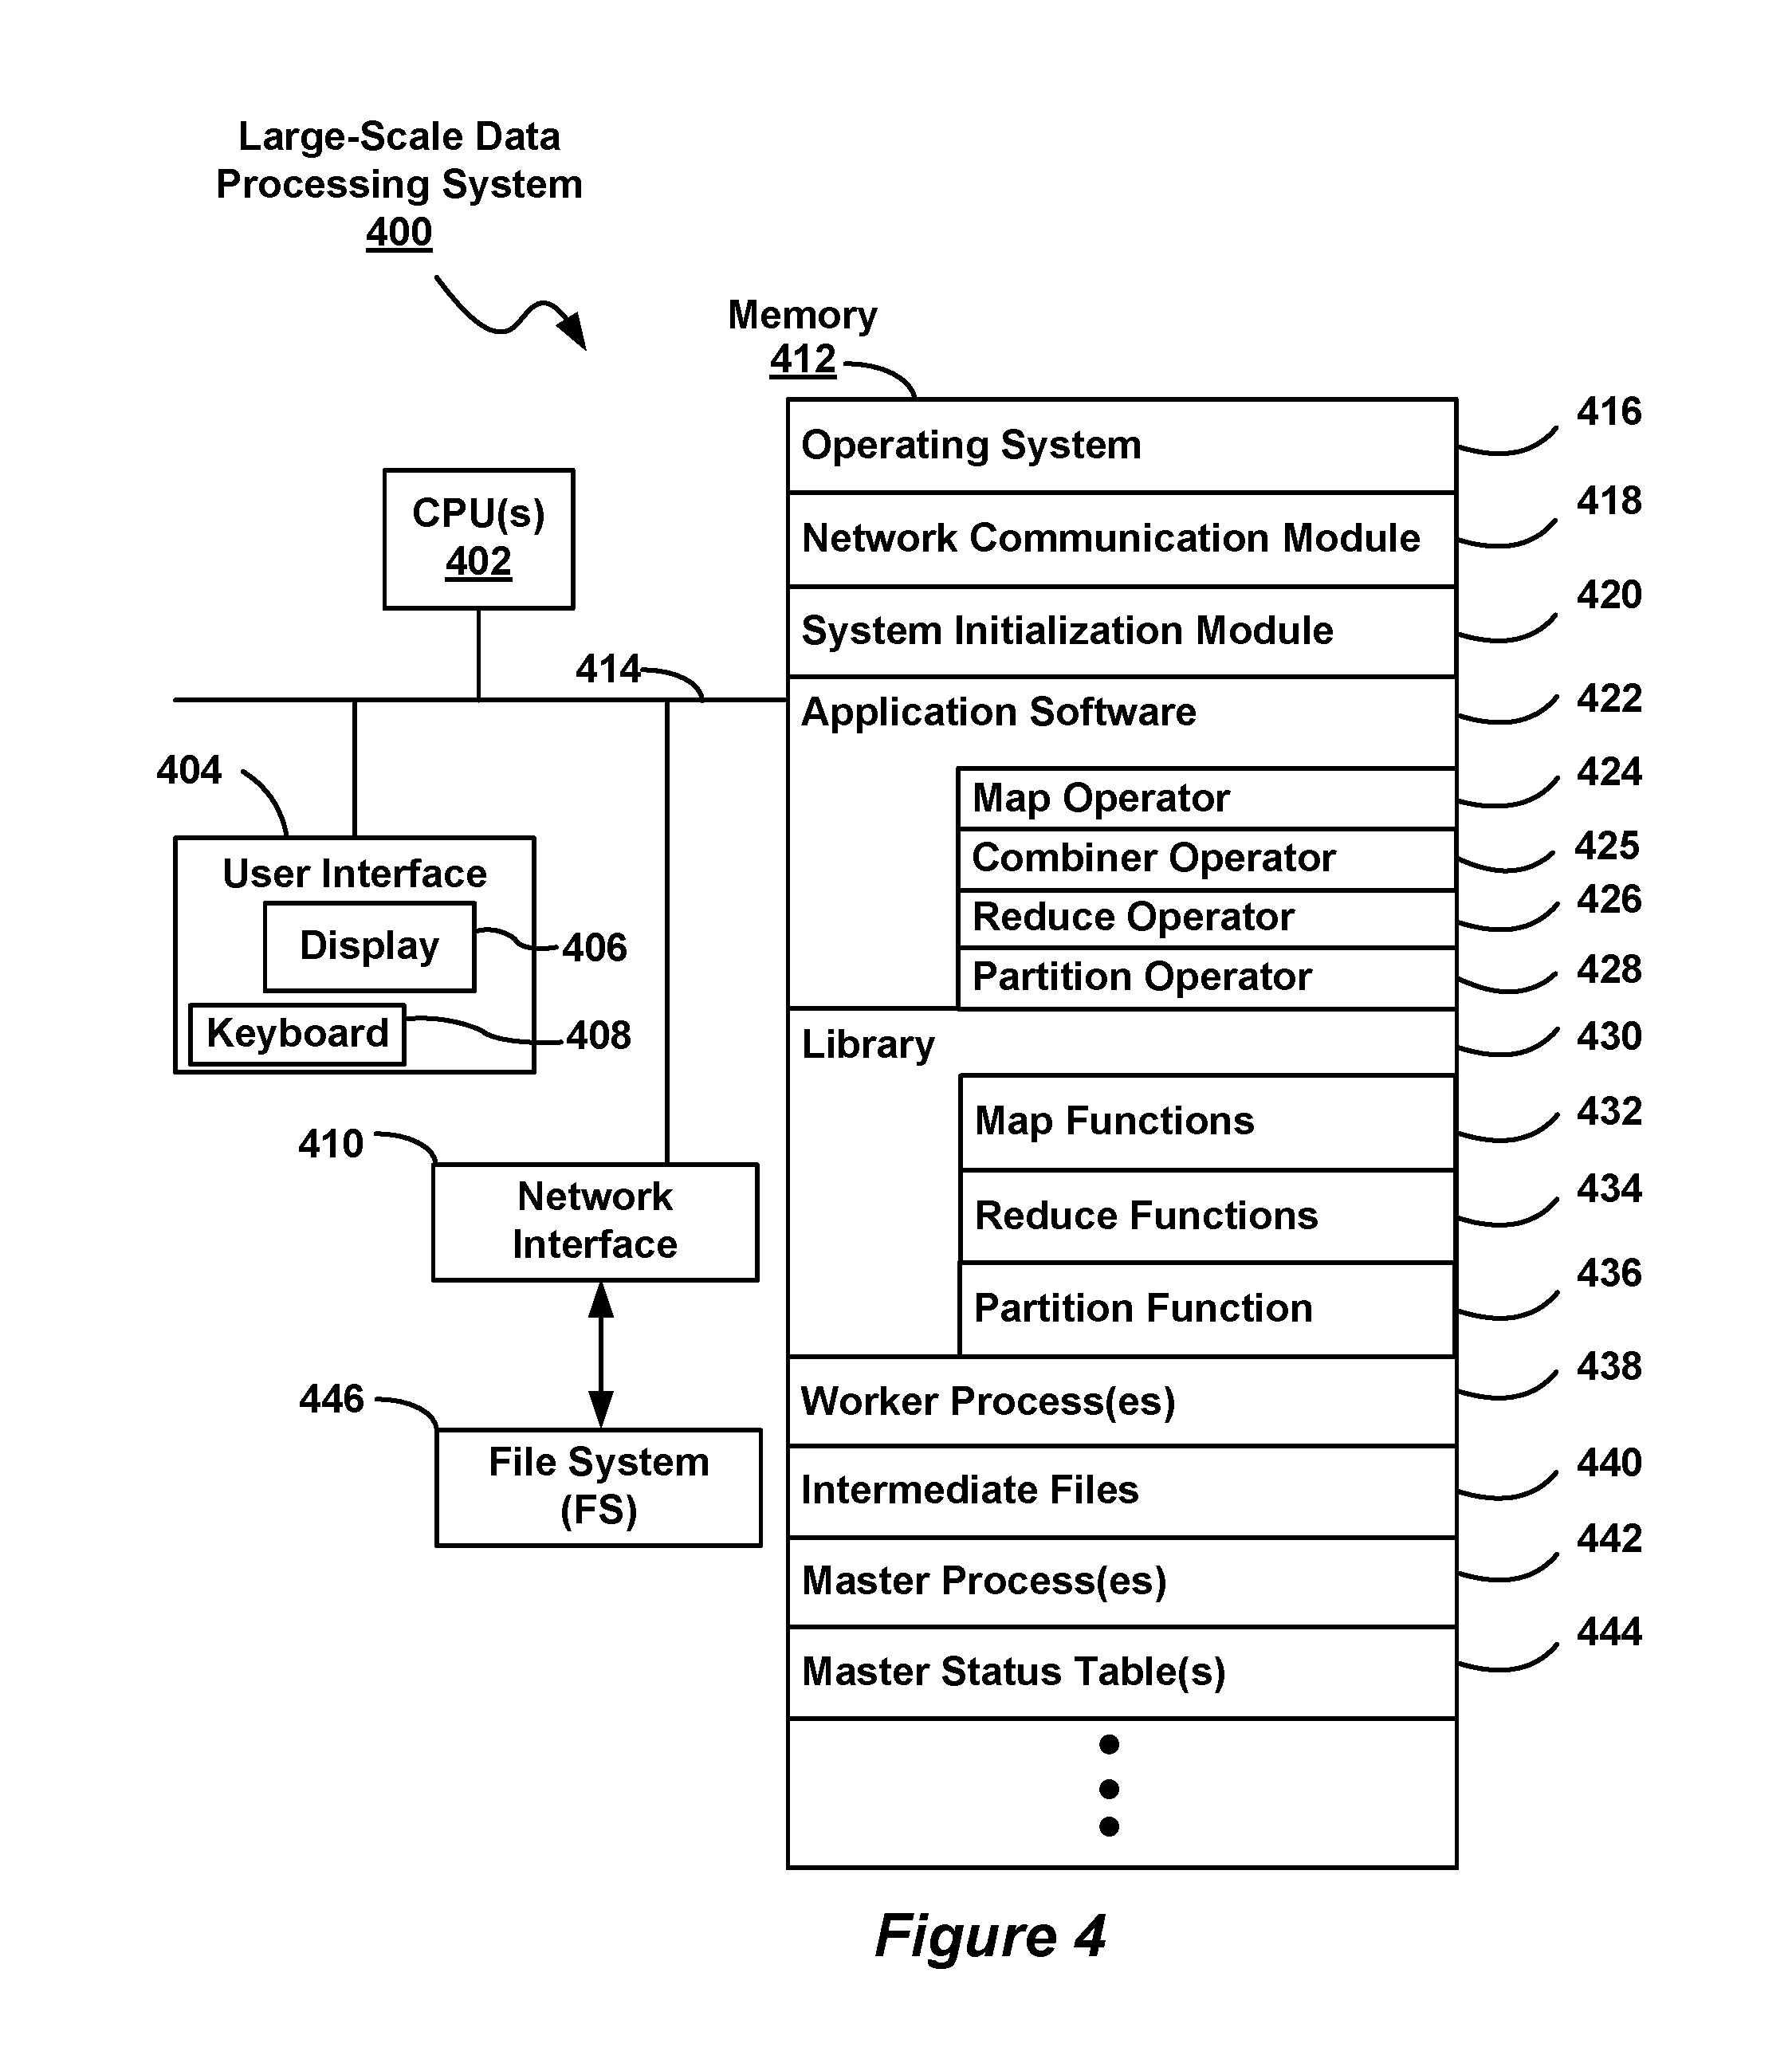 Large-Scale Data
Processing System
400
Memory
412
Operating System
416
Network Communication Module
418
System Initialization Module
420
Application Software
422
Map Operator
424
Combiner Operator
425
Reduce Operator
426
Partition Operator
428
Library
430
Map Functions
432
Reduce Functions
434
Partition Function
436
Worker Process(es)
438
Intermediate Files
440
Master Process(es)
442
Master Status Table(s)
444
CPU(s)
402
414
404
User Interface
Display
406
Keyboard
408
410
Network
Interface
446
File System
(FS)
Figure 4